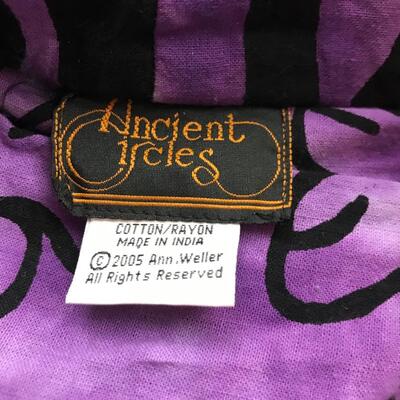 Ancient
Circles
COTTON/RAYON
MADE IN INDIA
© 2005 Ann.Weller
All Rights Reserved